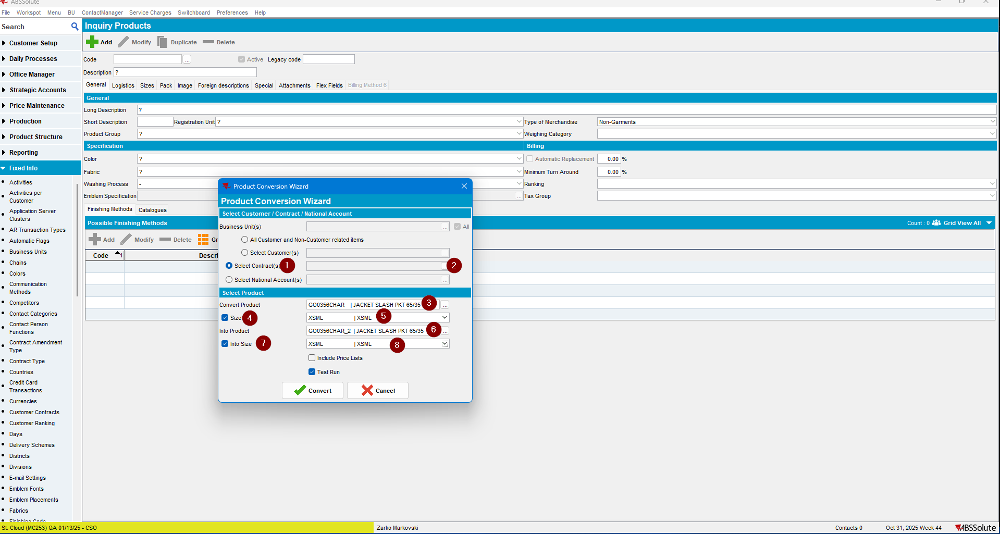 ABSSolute
File Workspot Menu BU ContactManager Service Charges Switchboard Preferences Help
Search
Customer Setup
Daily Processes
Office Manager
Strategic Accounts
Price Maintenance
Production
Product Structure
Reporting
Fixed Info
Activities
Activities per
Customer
Application Server
Clusters
AR Transaction Types
Automatic Flags
Business Units
Chains
Colors
Communication
Methods
Competitors
Contact Categories
Contact Person
Functions
Contract Amendment
Type
Contract Type
Countries
Credit Card
Transactions
Currencies
Customer Contracts
Customer Ranking
Days
Delivery Schemes
Districts
Divisions
E-mail Settings
Emblem Fonts
Emblem Placements
Fabrics
Finishing Code
Inquiry Products
Add Modify Duplicate Delete
Code ... Active Legacy code
Description ?
General Logistics Sizes Pack Image Foreign descriptions Special Attachments Flex Fields Billing Method 6
General
Long Description ?
Short Description Registration Unit ? Type of Merchandise Non-Garments
Product Group ? Weighing Category
Specification Billing
Color ? Automatic Replacement 0.00 %
Fabric ? Minimum Turn Around 0.00 %
Washing Process - Ranking
Emblem Specification ... Tax Group
Finishing Methods Catalogues
Possible Finishing Methods Count : 0 Grid View All
Add Modify Delete Gr
Code 1 Descri
Product Conversion Wizard
Product Conversion Wizard
Select Customer / Contract / National Account
Business Unit(s) ... All
All Customer and Non-Customer related items
Select Customer(s) ...
Select Contract(s) 1 ... 2
Select National Account(s) ...
Select Product
Convert Product GO0356CHAR | JACKET SLASH PKT 65/35 3 ...
Size 4 XSML | XSML 5
Into Product GO0356CHAR_2 | JACKET SLASH PKT 65/35 6 ...
Into Size 7 XSML | XSML 8
Include Price Lists
Test Run
Convert Cancel
St. Cloud (MC253) QA 01/13/25 - CSO Zarko Markovski Contacts 0 Oct 31, 2025 Week 44 ABSSolute